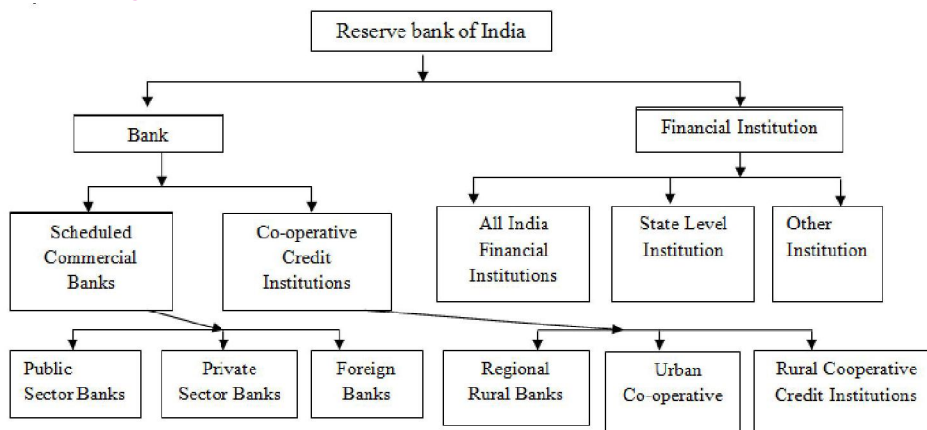 Reserve bank of India
Bank
Financial Institution
Scheduled
Commercial
Banks
Co-operative
Credit
Institutions
All India
Financial
Institutions
State Level
Institution
Other
Institution
Public
Sector Banks
Private
Sector Banks
Foreign
Banks
Regional
Rural Banks
Urban
Co-operative
Rural Cooperative
Credit Institutions